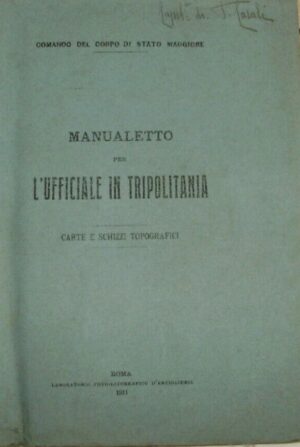 COMANDO DEL CORPO DI STATO MAGGIORE
MANUALETTO
PER
L'UFFICIALE IN TRIPOLITANIA
CARTE E SCHIZZI TOPOGRAFICI
ROMA
LABORATORIO FOTO-LITOGRAFICO D'ARTIGLIERIA
1911